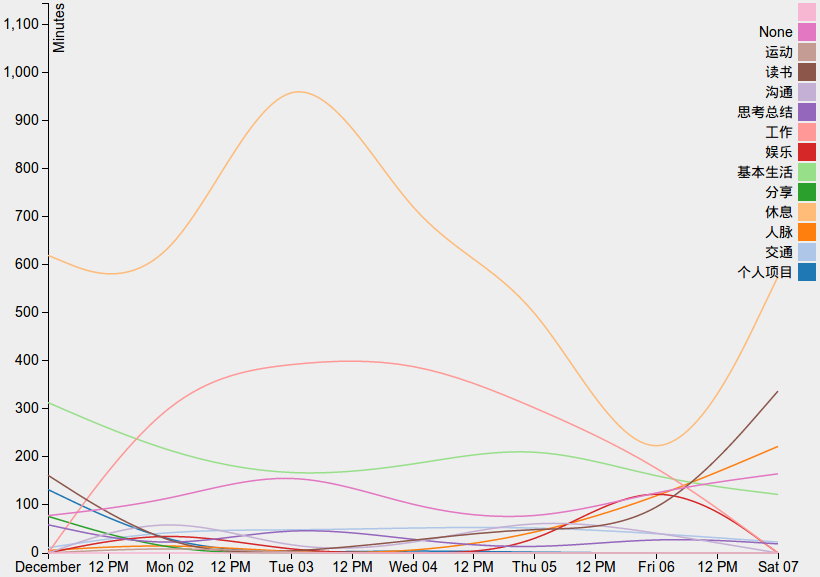 Minutes
1,100
1,000
900
800
700
600
500
400
300
200
100
0
December 12 PM Mon 02 12 PM Tue 03 12 PM Wed 04 12 PM Thu 05 12 PM Fri 06 12 PM Sat 07
None
运动
读书
沟通
思考总结
工作
娱乐
基本生活
分享
休息
人脉
交通
个人项目